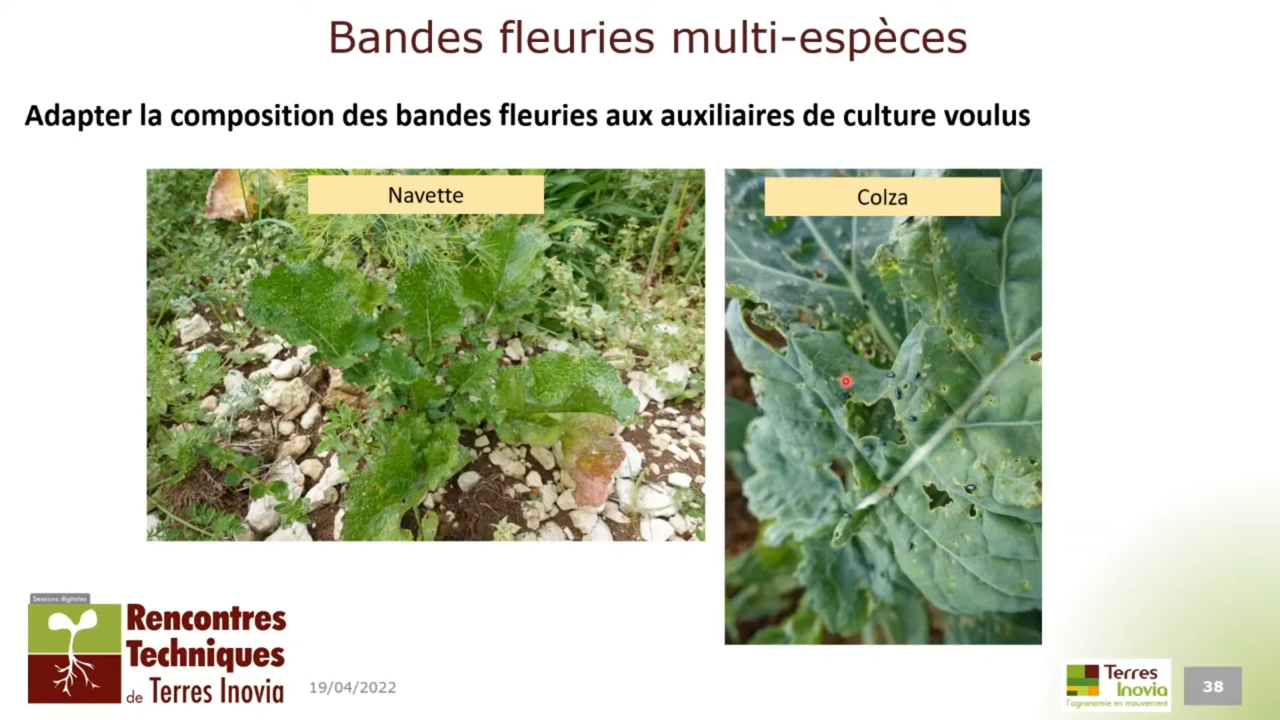 Bandes fleuries multi-espèces
Adapter la composition des bandes fleuries aux auxiliaires de culture voulus
Navette
Colza
Sessions digitales
Rencontres
Techniques
de Terres Inovia
19/04/2022
Terres
Inovia
l'agronomie en mouvement
38